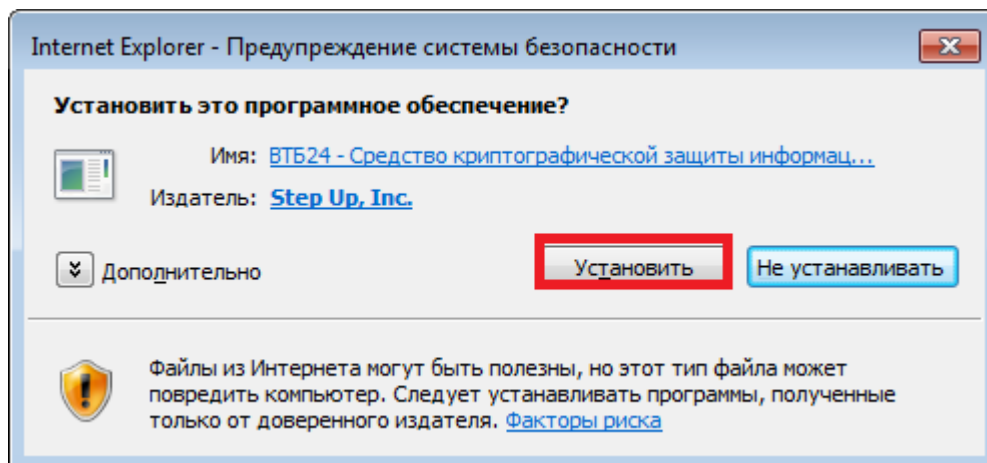 Internet Explorer - Предупреждение системы безопасности
Установить это программное обеспечение?
Имя: ВТБ24 - Средство криптографической защиты информац...
Издатель: Step Up, Inc.
Дополнительно
Установить
Не устанавливать
Файлы из Интернета могут быть полезны, но этот тип файла может
повредить компьютер. Следует устанавливать программы, полученные
только от доверенного издателя. Факторы риска